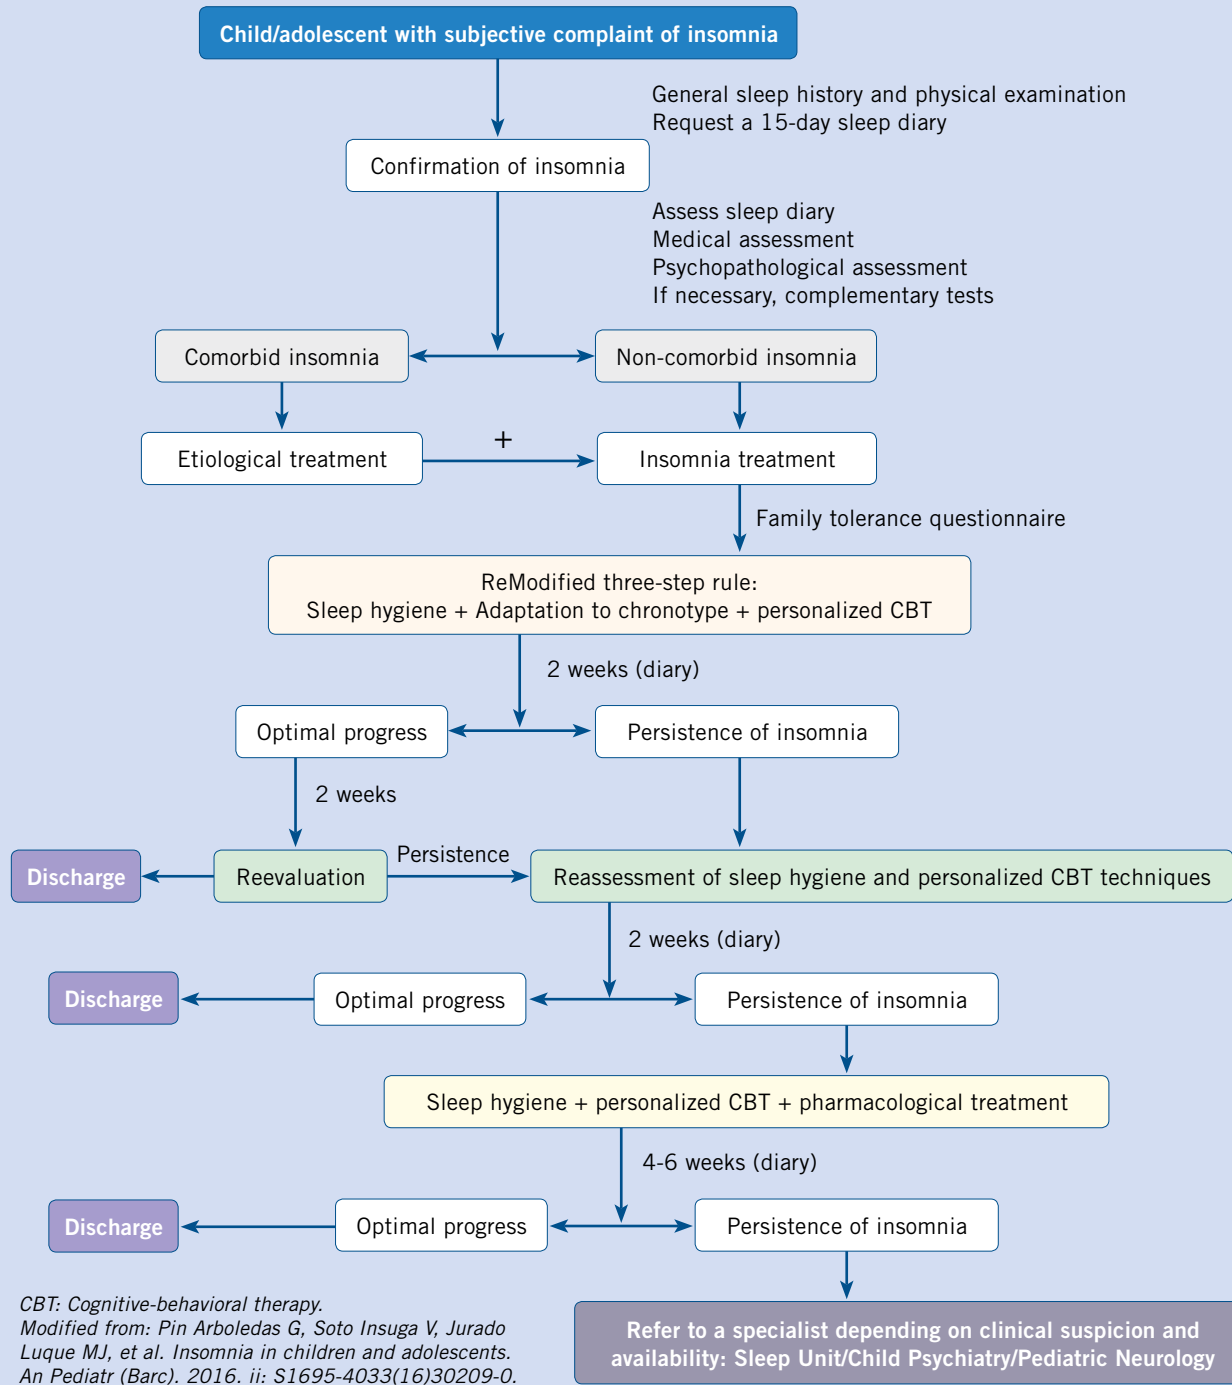 Child/adolescent with subjective complaint of insomnia
General sleep history and physical examination
Request a 15-day sleep diary
Confirmation of insomnia
Assess sleep diary
Medical assessment
Psychopathological assessment
If necessary, complementary tests
Comorbid insomnia
Non-comorbid insomnia
Etiological treatment
+
Insomnia treatment
Family tolerance questionnaire
ReModified three-step rule:
Sleep hygiene + Adaptation to chronotype + personalized CBT
2 weeks (diary)
Optimal progress
Persistence of insomnia
2 weeks
Discharge
Reevaluation
Persistence
Reassessment of sleep hygiene and personalized CBT techniques
2 weeks (diary)
Discharge
Optimal progress
Persistence of insomnia
Sleep hygiene + personalized CBT + pharmacological treatment
4-6 weeks (diary)
Discharge
Optimal progress
Persistence of insomnia
CBT: Cognitive-behavioral therapy.
Modified from: Pin Arboledas G, Soto Insuga V, Jurado
Luque MJ, et al. Insomnia in children and adolescents.
An Pediatr (Barc). 2016. ii: S1695-4033(16)30209-0.
Refer to a specialist depending on clinical suspicion and
availability: Sleep Unit/Child Psychiatry/Pediatric Neurology